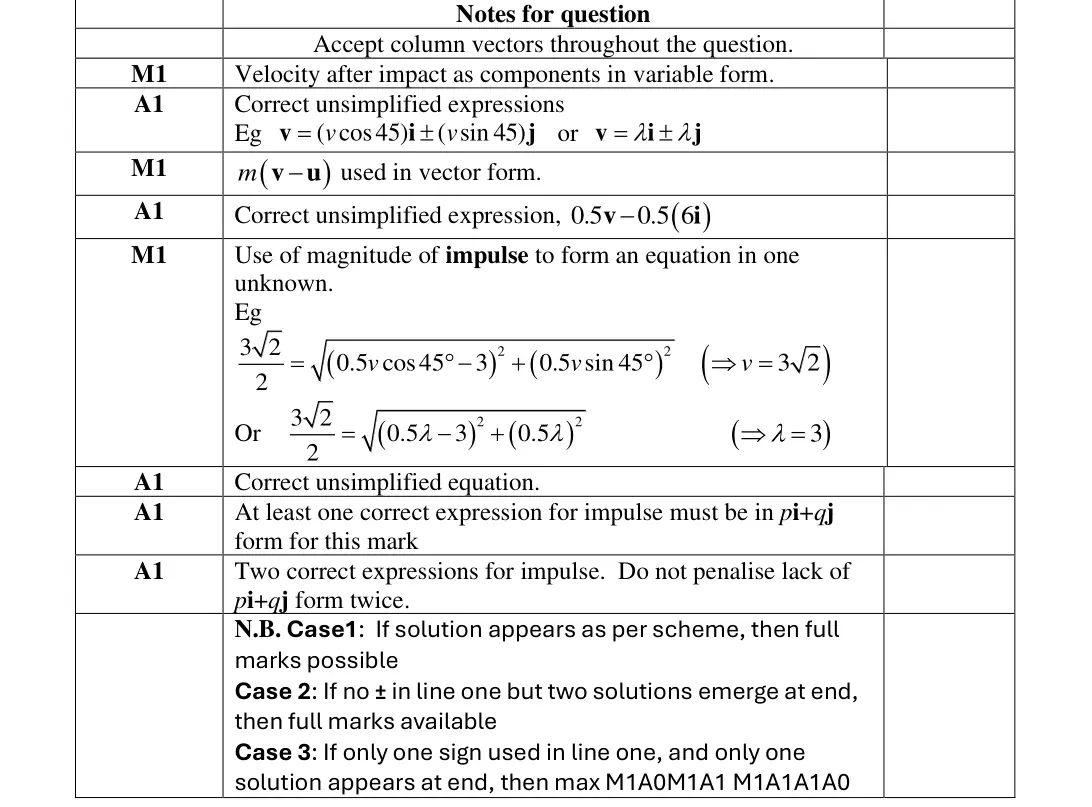 Notes for question
Accept column vectors throughout the question.
M1 Velocity after impact as components in variable form.
A1 Correct unsimplified expressions
Eg v = (v cos 45)i ± (v sin 45)j or v = λi ± λj
M1 m(v − u) used in vector form.
A1 Correct unsimplified expression, 0.5v − 0.5(6i)
M1 Use of magnitude of impulse to form an equation in one
unknown.
Eg
3√2/2 = √((0.5v cos 45° − 3)² + (0.5v sin 45°)²) (⇒ v = 3√2)
Or 3√2/2 = √((0.5λ − 3)² + (0.5λ)²) (⇒ λ = 3)
A1 Correct unsimplified equation.
A1 At least one correct expression for impulse must be in pi+qj
form for this mark
A1 Two correct expressions for impulse. Do not penalise lack of
pi+qj form twice.
N.B. Case1: If solution appears as per scheme, then full
marks possible
Case 2: If no ± in line one but two solutions emerge at end,
then full marks available
Case 3: If only one sign used in line one, and only one
solution appears at end, then max M1A0M1A1 M1A1A1A0